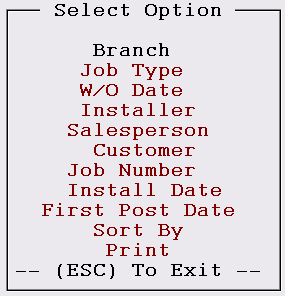 Select Option
Branch
Job Type
W/O Date
Installer
Salesperson
Customer
Job Number
Install Date
First Post Date
Sort By
Print
-- (ESC) To Exit --